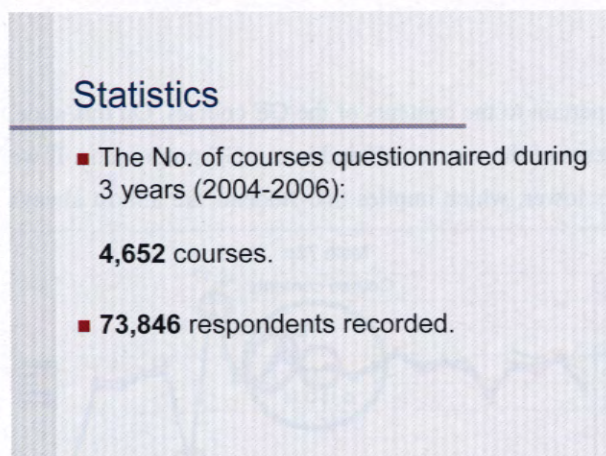 Statistics
■ The No. of courses questionnaired during
3 years (2004-2006):
4,652 courses.
■ 73,846 respondents recorded.